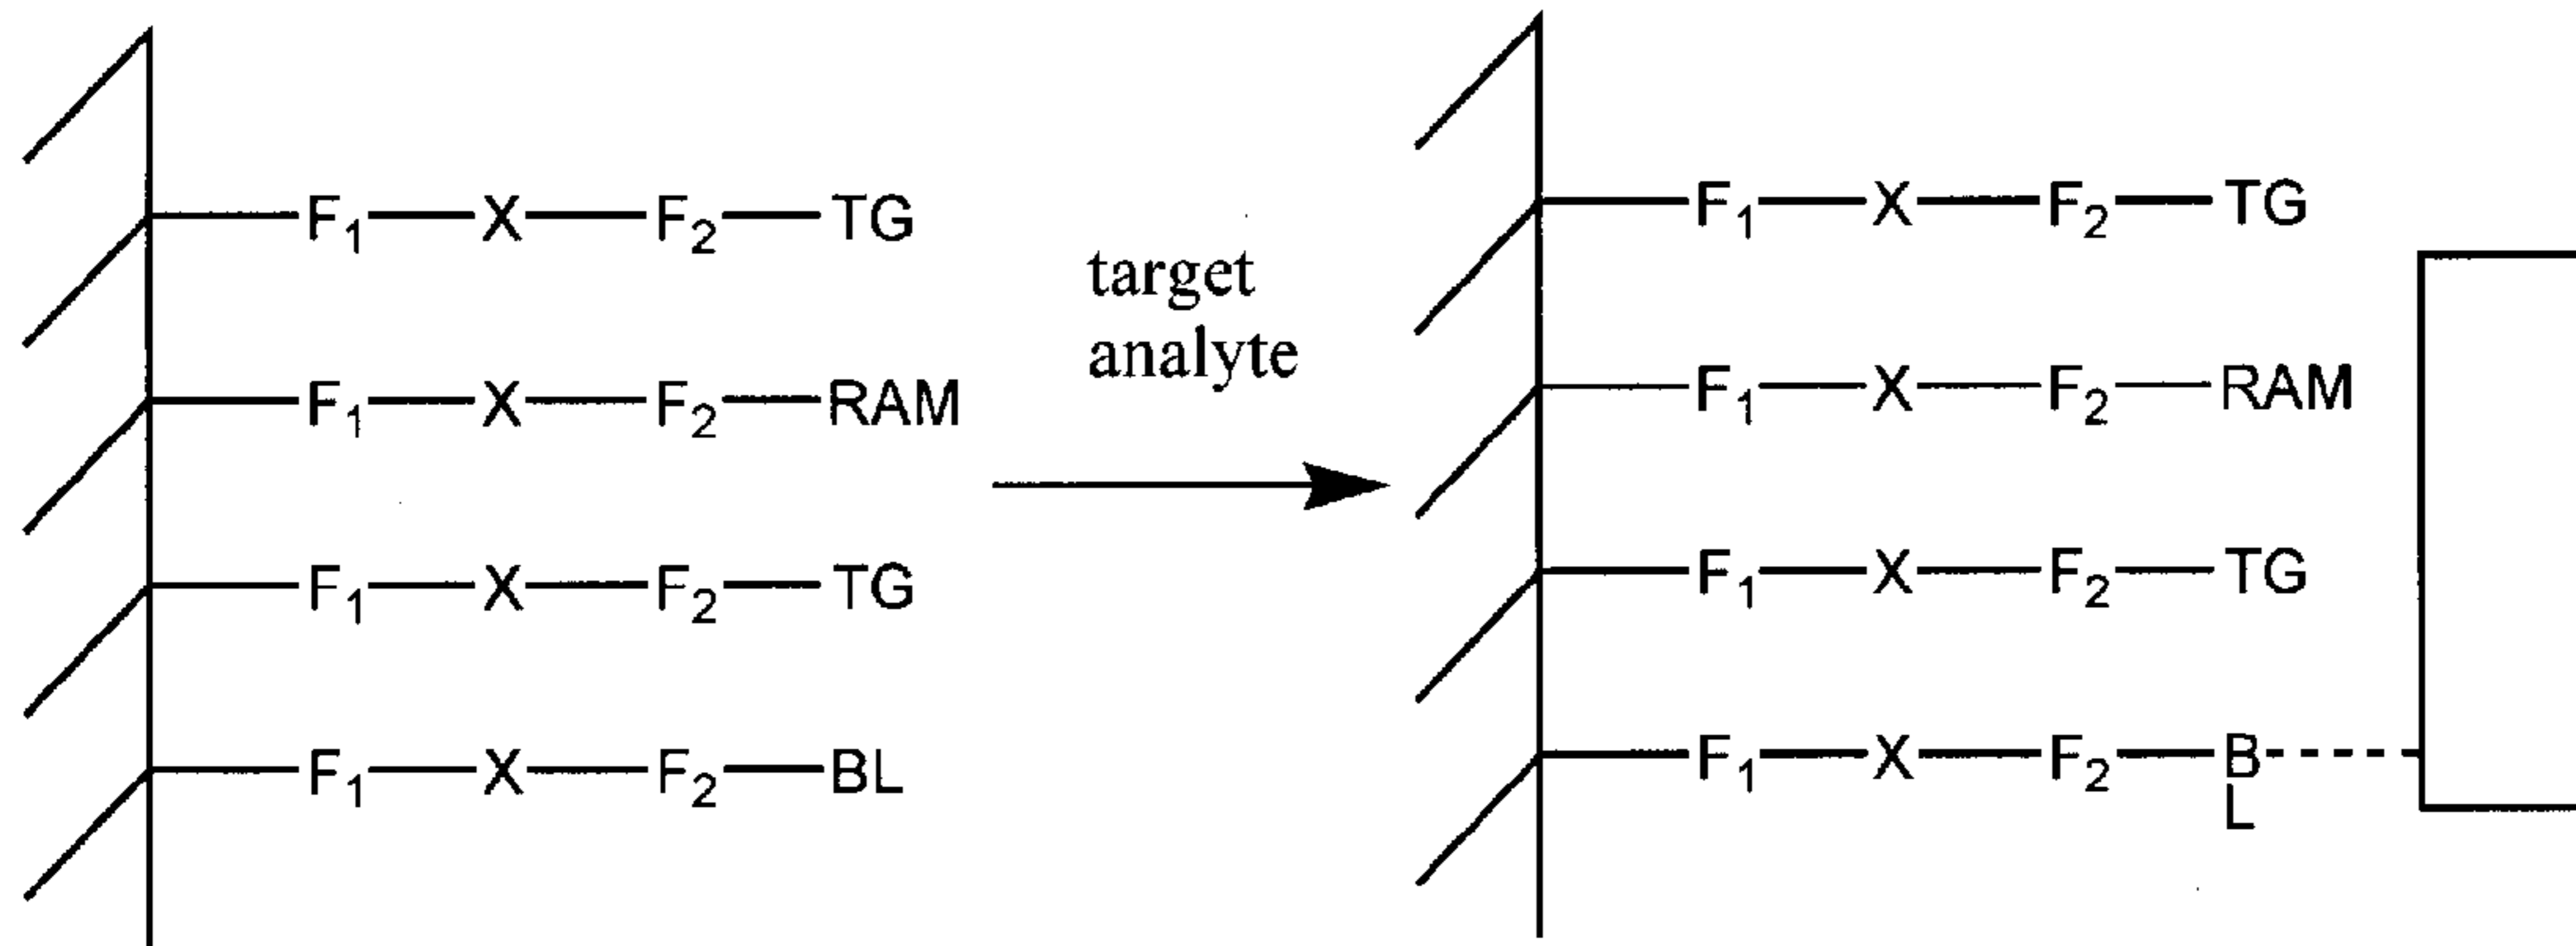 F₁—X—F₂—TG
F₁—X—F₂—RAM
F₁—X—F₂—TG
F₁—X—F₂—BL
target
analyte
F₁—X—F₂—TG
F₁—X—F₂—RAM
F₁—X—F₂—TG
F₁—X—F₂—B
L